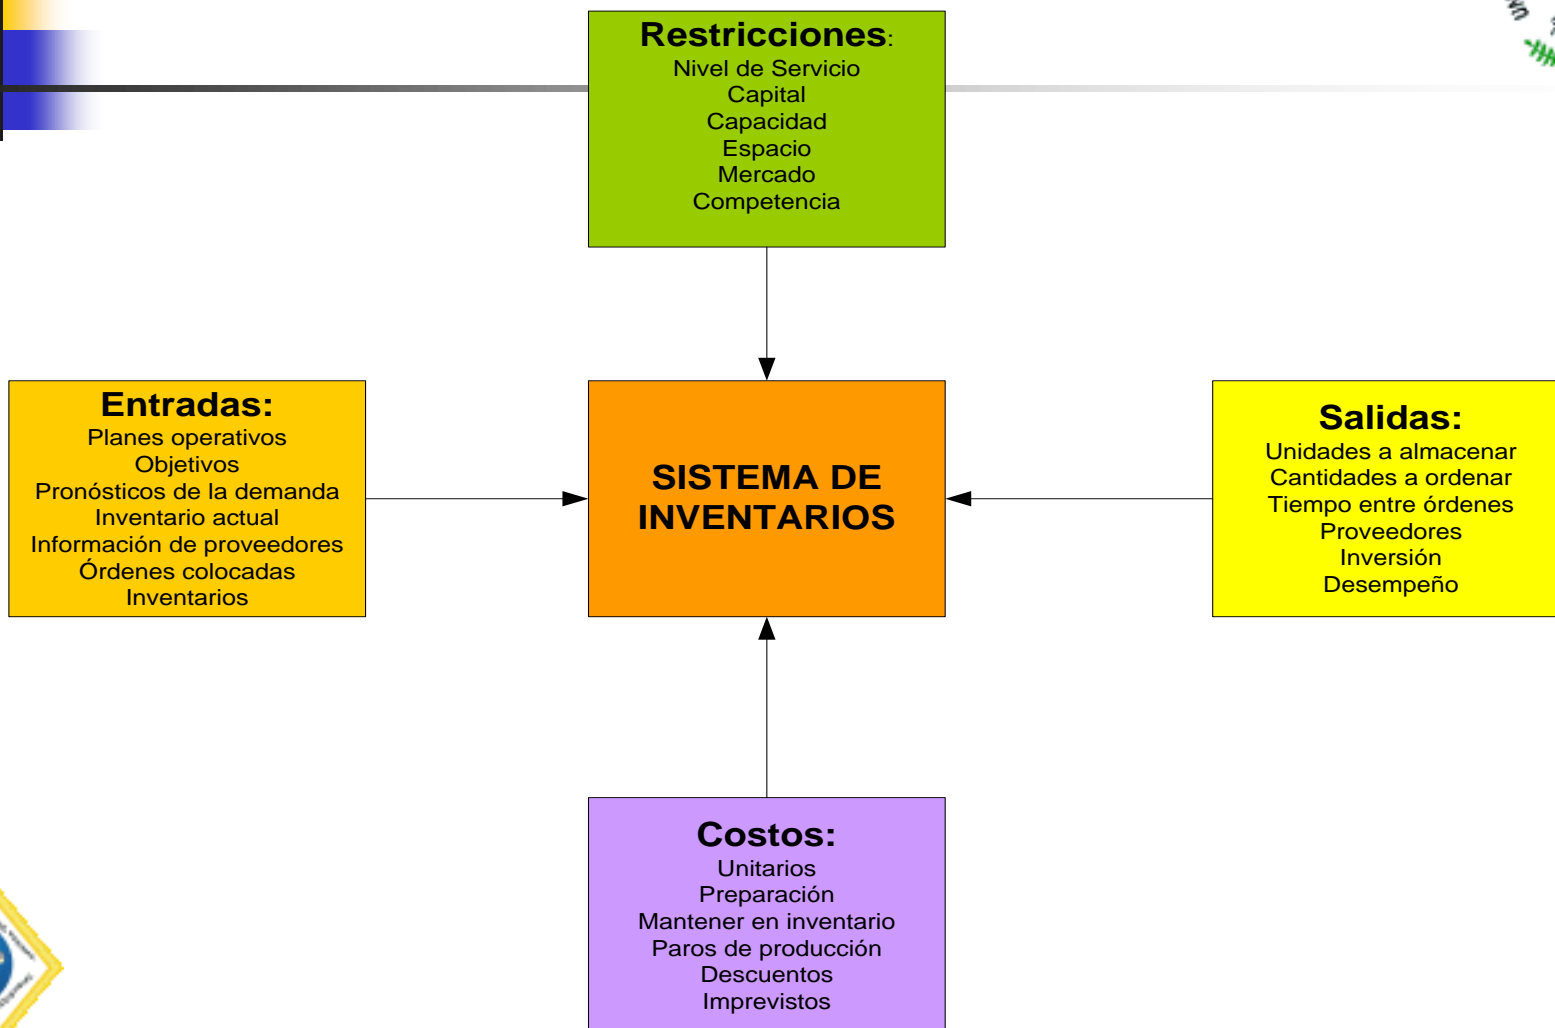 Restricciones:
Nivel de Servicio
Capital
Capacidad
Espacio
Mercado
Competencia
Entradas:
Planes operativos
Objetivos
Pronósticos de la demanda
Inventario actual
Información de proveedores
Órdenes colocadas
Inventarios
SISTEMA DE
INVENTARIOS
Salidas:
Unidades a almacenar
Cantidades a ordenar
Tiempo entre órdenes
Proveedores
Inversión
Desempeño
Costos:
Unitarios
Preparación
Mantener en inventario
Paros de producción
Descuentos
Imprevistos